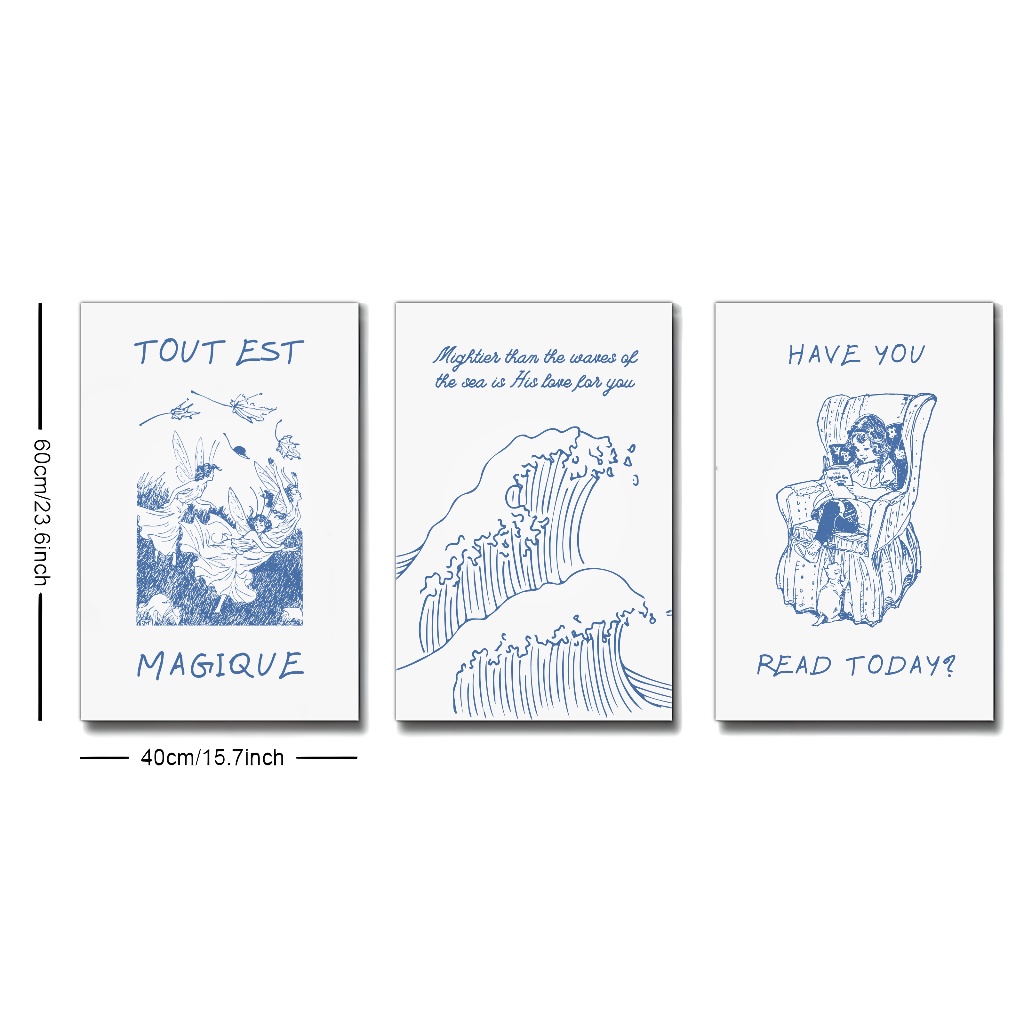 TOUT EST
MAGIQUE
Mightier than the waves of
the sea is His love for you
HAVE YOU
READ TODAY?
60cm/23.6inch
40cm/15.7inch